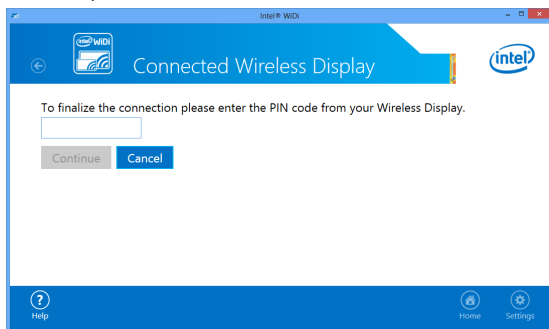 Intel® WiDi
intel WiDi
Connected Wireless Display
intel
To finalize the connection please enter the PIN code from your Wireless Display.
Continue Cancel
?
Help
Home Settings